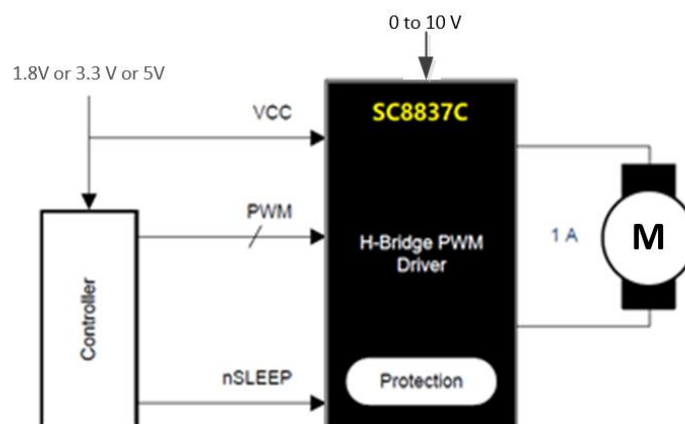 0 to 10 V
1.8V or 3.3 V or 5V
VCC
SC8837C
PWM
H-Bridge PWM
Driver
1 A
M
Controller
nSLEEP
Protection